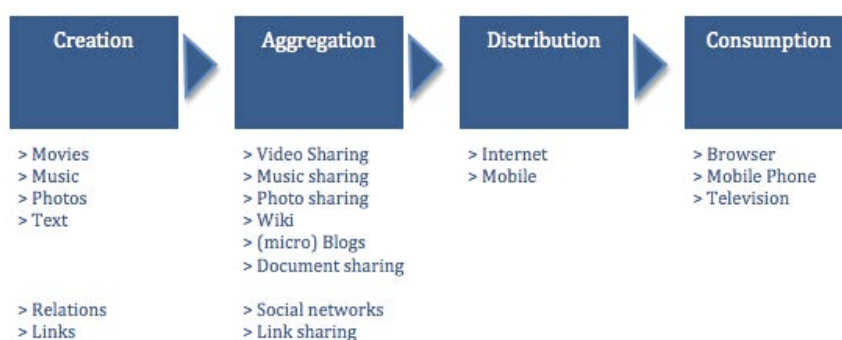 Creation
Aggregation
Distribution
Consumption
> Movies
> Music
> Photos
> Text
> Relations
> Links
> Video Sharing
> Music sharing
> Photo sharing
> Wiki
> (micro) Blogs
> Document sharing
> Social networks
> Link sharing
> Internet
> Mobile
> Browser
> Mobile Phone
> Television